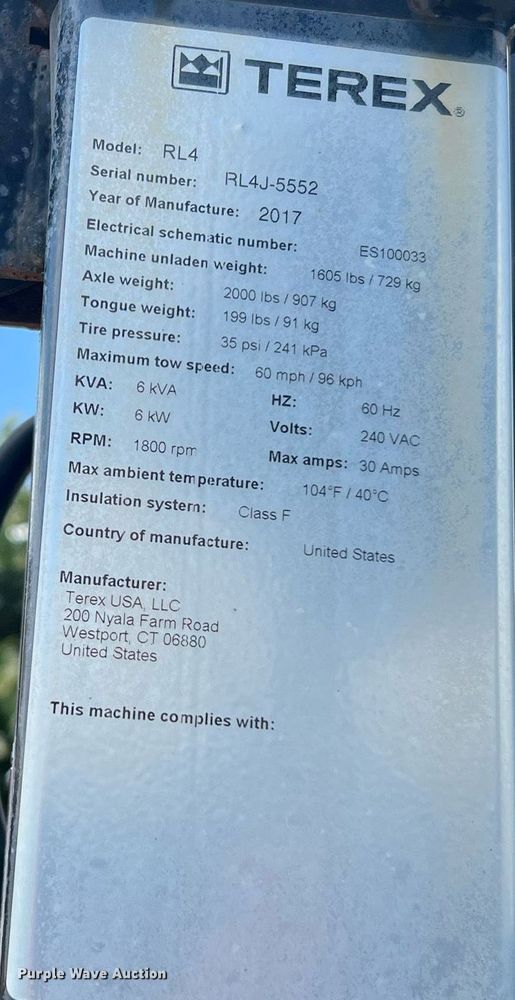 TEREX®
Model: RL4
Serial number: RL4J-5552
Year of Manufacture: 2017
Electrical schematic number: ES100033
Machine unladen weight: 1605 lbs / 729 kg
Axle weight: 2000 lbs / 907 kg
Tongue weight: 199 lbs / 91 kg
Tire pressure: 35 psi / 241 kPa
Maximum tow speed: 60 mph / 96 kph
KVA: 6 kVA HZ: 60 Hz
KW: 6 kW Volts: 240 VAC
RPM: 1800 rpm Max amps: 30 Amps
Max ambient temperature: 104°F / 40°C
Insulation system: Class F
Country of manufacture: United States
Manufacturer:
Terex USA, LLC
200 Nyala Farm Road
Westport, CT 06880
United States
This machine complies with:
Purple Wave Auction